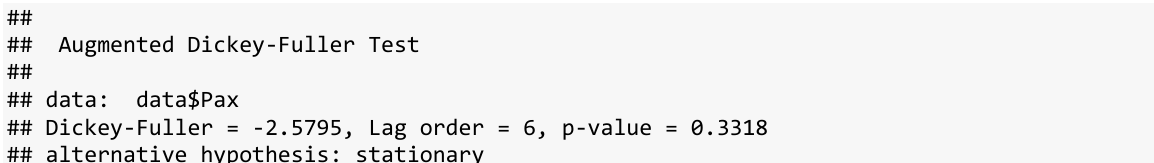 ##
##  Augmented Dickey-Fuller Test
##
## data:  data$Pax
## Dickey-Fuller = -2.5795, Lag order = 6, p-value = 0.3318
## alternative hypothesis: stationary